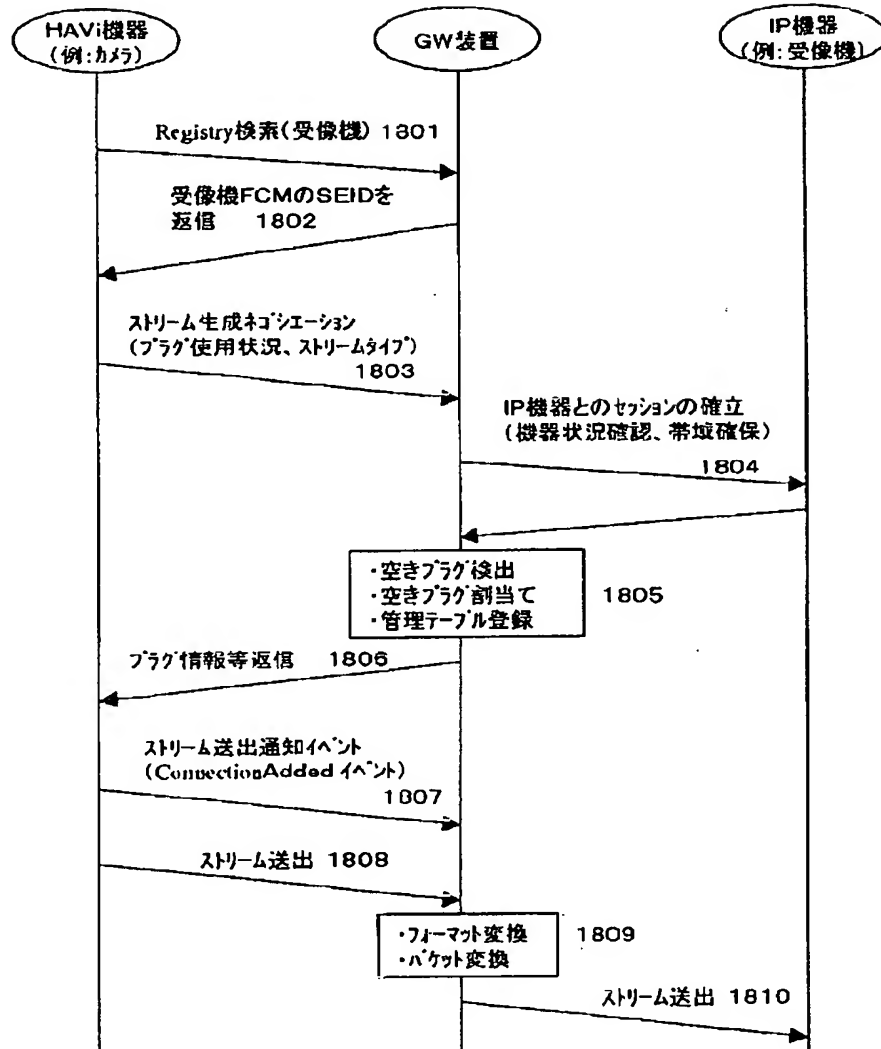 HAVi機器
(例:カメラ)
GW装置
IP機器
(例:受像機)
Registry検索(受像機) 1801
受像機FCMのSEIDを
返信 1802
ストリーム生成ネゴシエーション
(プラグ使用状況、ストリームタイプ)
1803
IP機器とのセッションの確立
(機器状況確認、帯域確保)
1804
・空きプラグ検出
・空きプラグ割当て
・管理テーブル登録
1805
プラグ情報等返信 1806
ストリーム送出通知イベント
(ConnectionAdded イベント)
1807
ストリーム送出 1808
・フォーマット変換
・パケット変換
1809
ストリーム送出 1810